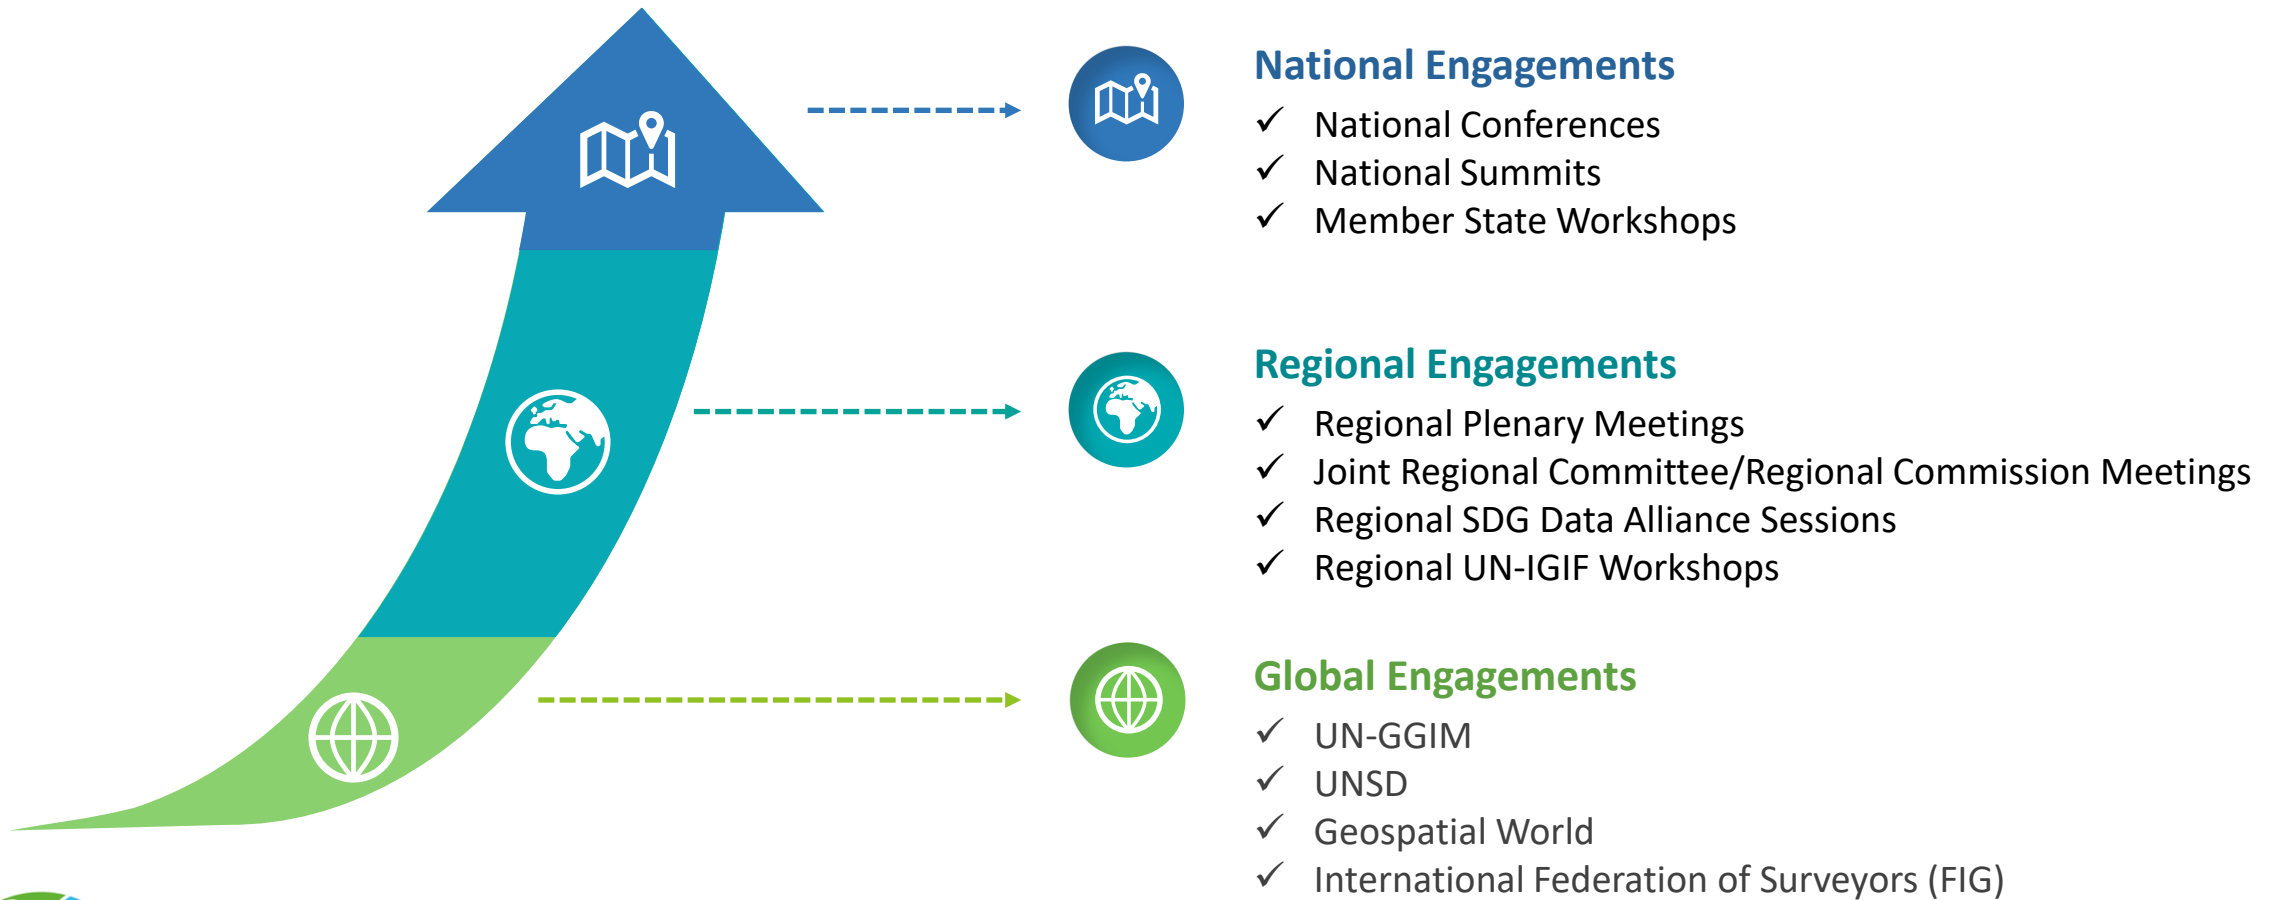 National Engagements
✓ National Conferences
✓ National Summits
✓ Member State Workshops
Regional Engagements
✓ Regional Plenary Meetings
✓ Joint Regional Committee/Regional Commission Meetings
✓ Regional SDG Data Alliance Sessions
✓ Regional UN-IGIF Workshops
Global Engagements
✓ UN-GGIM
✓ UNSD
✓ Geospatial World
✓ International Federation of Surveyors (FIG)